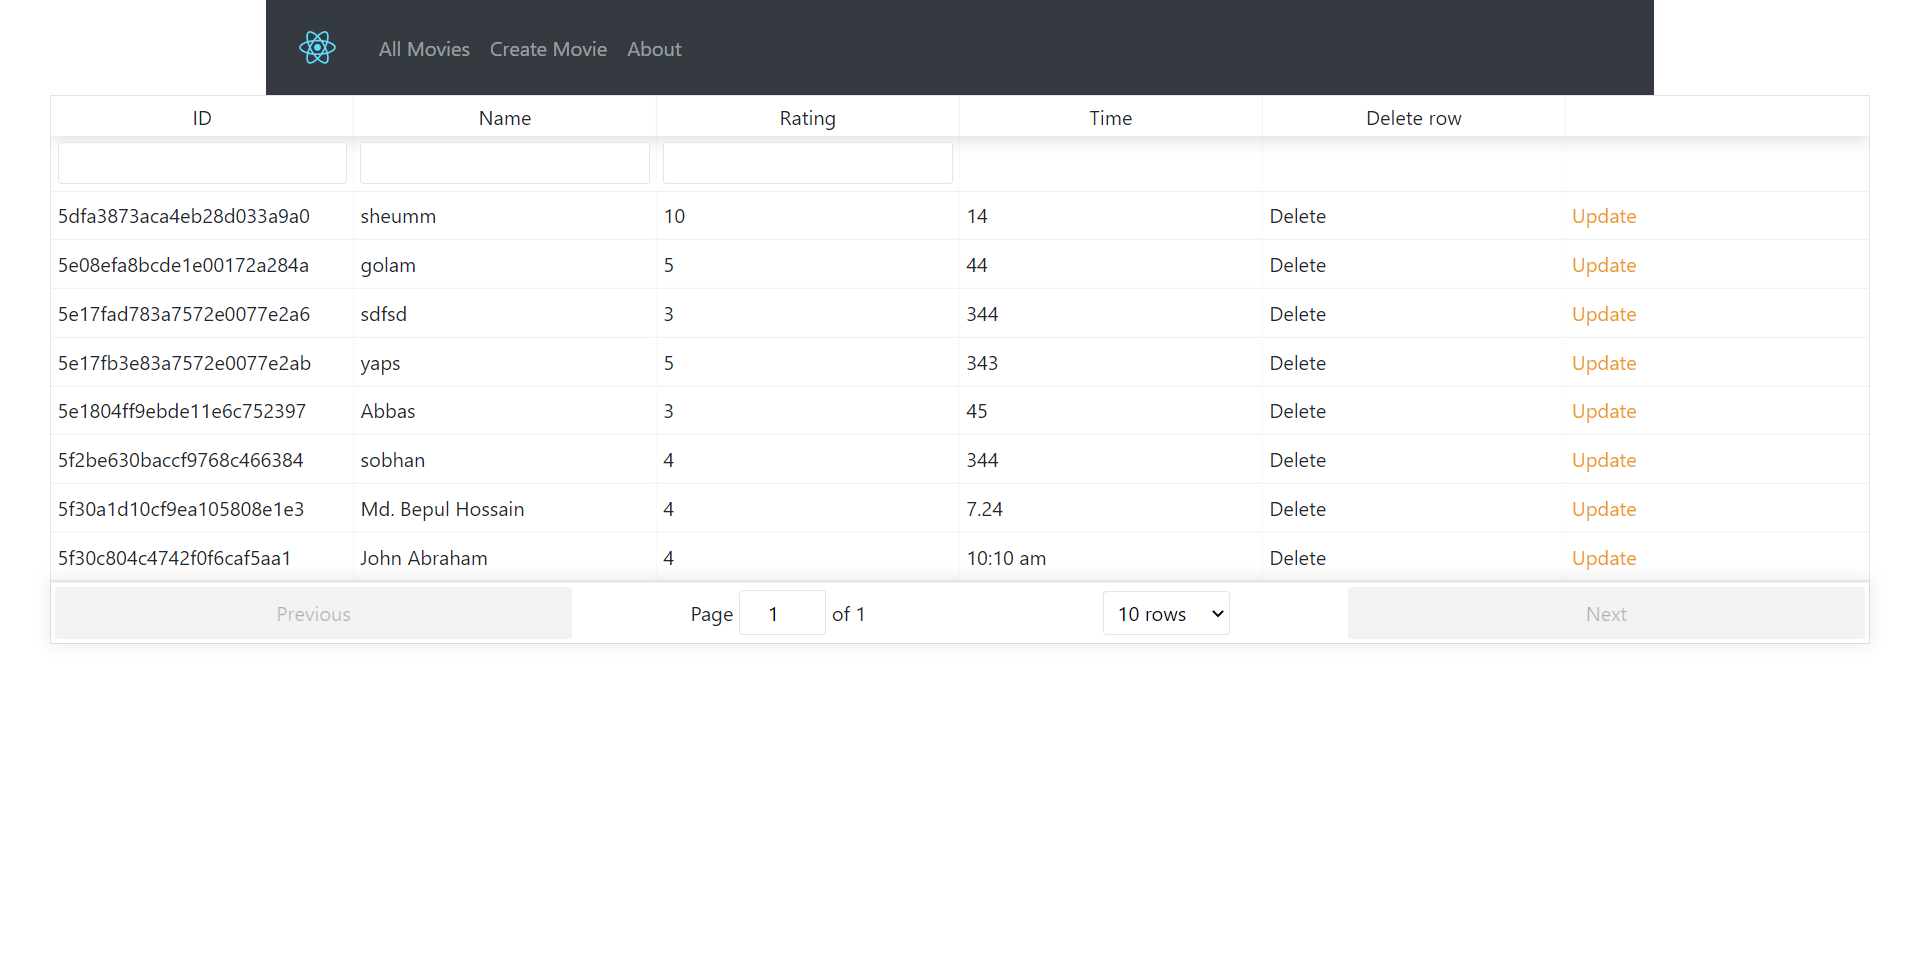 All Movies Create Movie About
ID Name Rating Time Delete row
5dfa3873aca4eb28d033a9a0 sheumm 10 14 Delete Update
5e08efa8bcde1e00172a284a golam 5 44 Delete Update
5e17fad783a7572e0077e2a6 sdfsd 3 344 Delete Update
5e17fb3e83a7572e0077e2ab yaps 5 343 Delete Update
5e1804ff9ebde11e6c752397 Abbas 3 45 Delete Update
5f2be630baccf9768c466384 sobhan 4 344 Delete Update
5f30a1d10cf9ea105808e1e3 Md. Bepul Hossain 4 7.24 Delete Update
5f30c804c4742f0f6caf5aa1 John Abraham 4 10:10 am Delete Update
Previous Page 1 of 1 10 rows Next